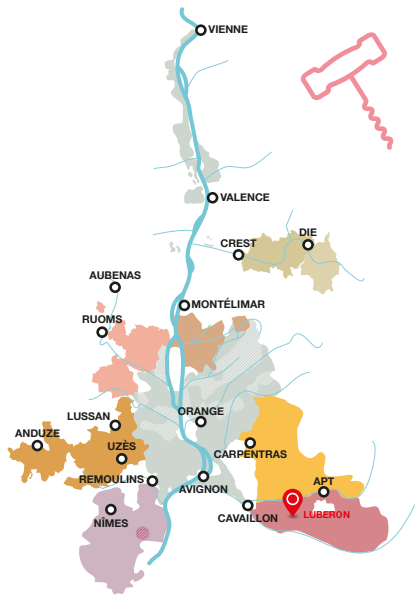 VIENNE
VALENCE
DIE
CREST
AUBENAS
MONTÉLIMAR
RUOMS
ORANGE
LUSSAN
ANDUZE
UZÈS
CARPENTRAS
REMOULINS
APT
AVIGNON
NÎMES
CAVAILLON
LUBERON